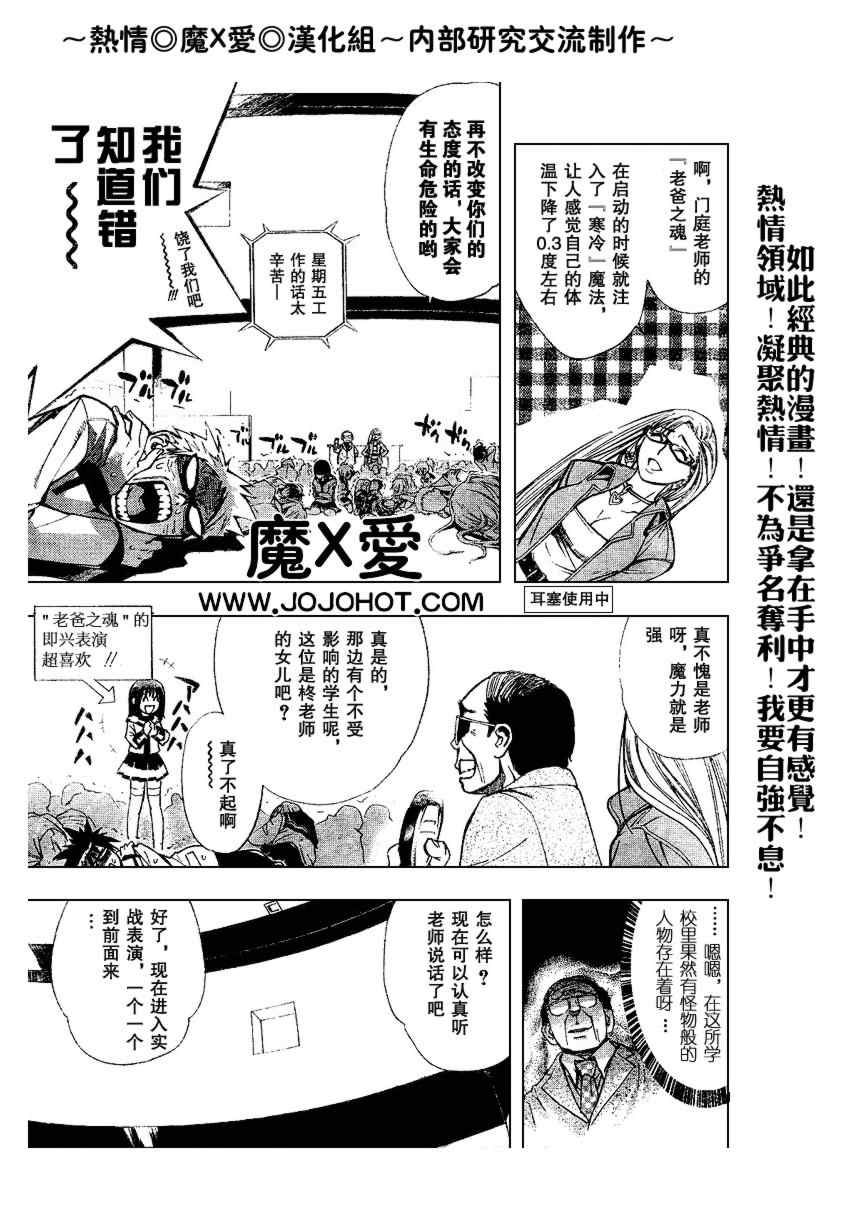 ～熱情◎魔X愛◎漢化組～内部研究交流制作～
啊，门庭老师的
『老爸之魂』
在启动的时候就注
入了『寒冷』魔法，
让人感觉自己的体
温下降了0.3度左右
耳塞使用中
再不改变你们的
态度的话，大家会
有生命危险的哟
星期五工
作的话太
辛苦ー
我们
知道错
了～
饶了我们吧
～!!!
魔X愛
WWW.JOJOHOT.COM
真不愧是老师
呀，魔力就是
强
真是的，
那边有个不受
影响的学生呢，
这位是柊老师
的女儿吧？
真了不起啊
～
"老爸之魂"的
即兴表演
超喜欢 !!
……嗯嗯，在这所学
校里果然有怪物般的
人物存在着呀…
怎么样？
现在可以认真听
老师说话了吧
好了，现在进入实
战表演，一个一个
到前面来
…
如此經典的漫畫！還是拿在手中才更有感覺！
熱情領域！凝聚熱情！不為爭名奪利！我要自強不息！